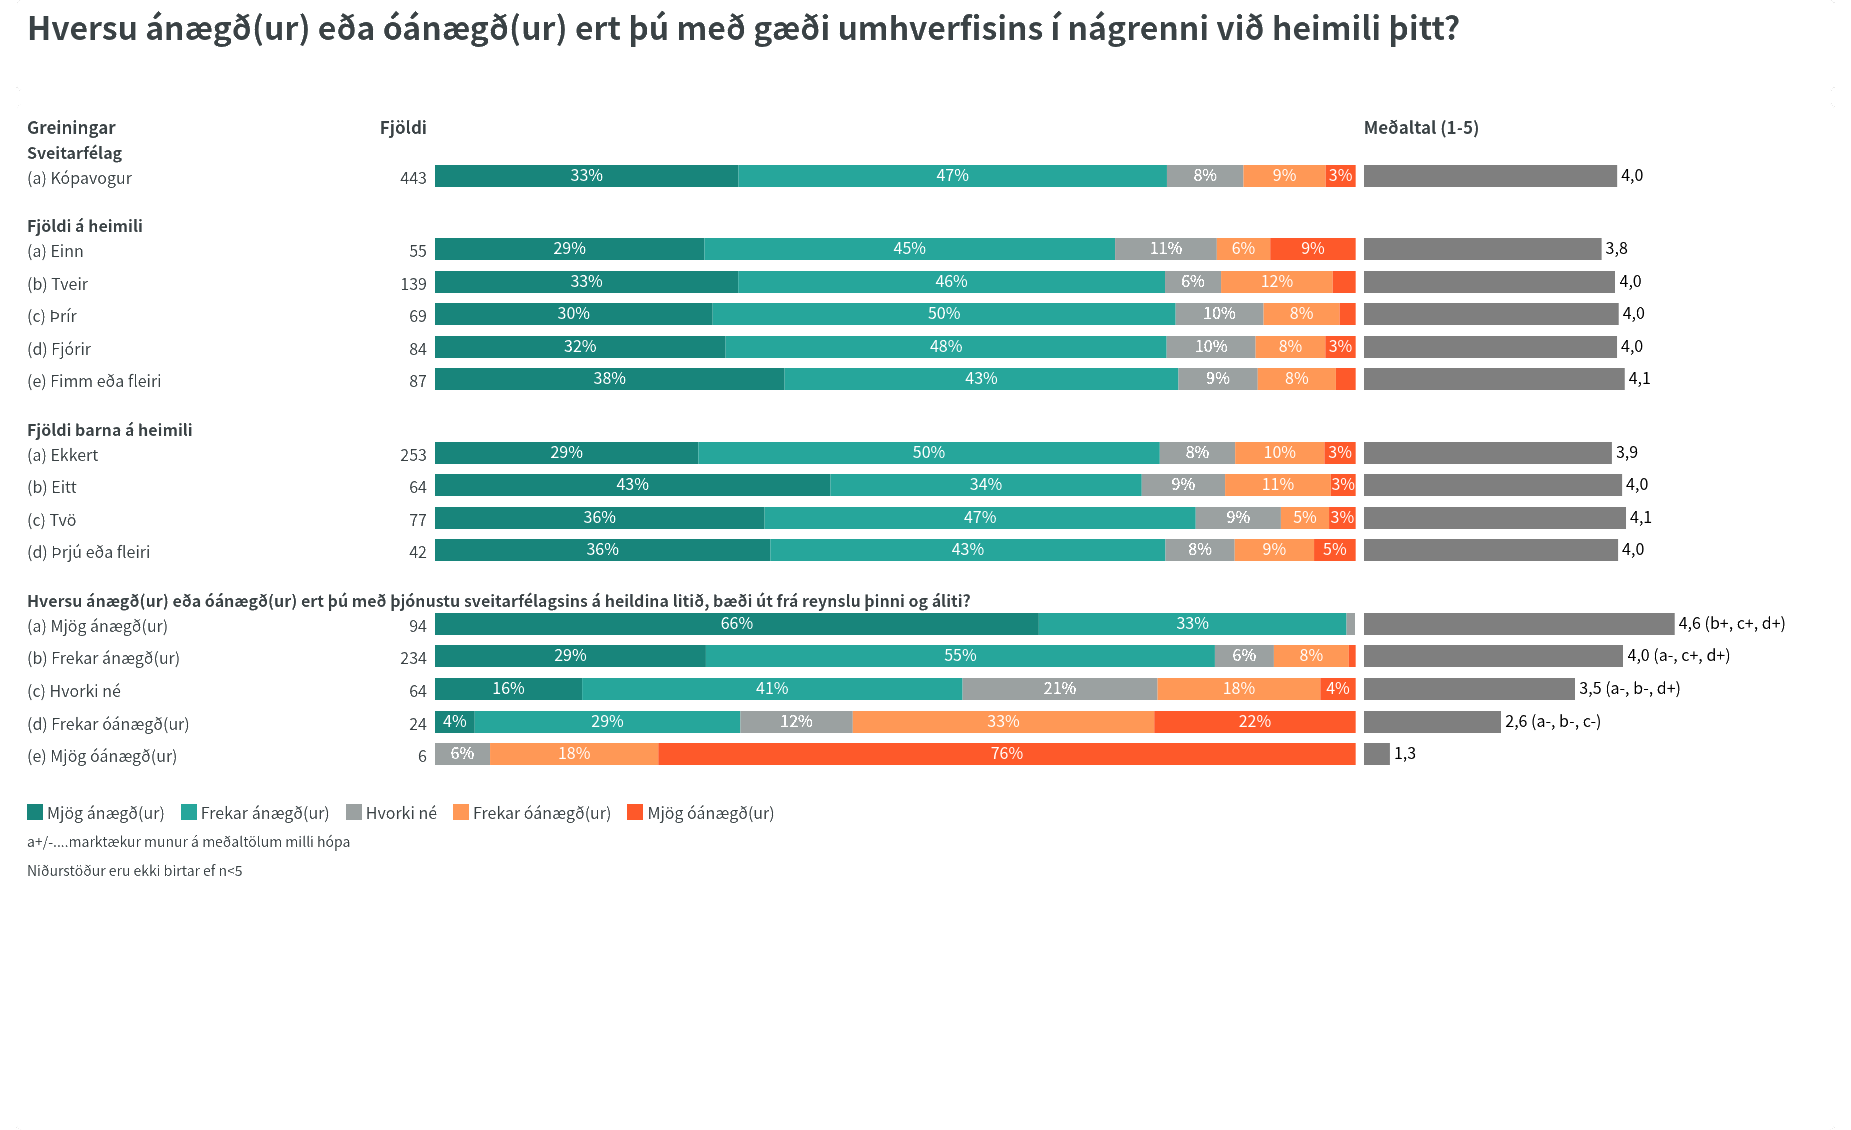 Hversu ánægð(ur) eða óánægð(ur) ert þú með gæði umhverfisins í nágrenni við heimili þitt?
Greiningar Fjöldi Meðaltal (1-5)
Sveitarfélag
(a) Kópavogur 443 33% 47% 8% 9% 3% 4,0
Fjöldi á heimili
(a) Einn 55 29% 45% 11% 6% 9% 3,8
(b) Tveir 139 33% 46% 6% 12% 4,0
(c) Þrír 69 30% 50% 10% 8% 4,0
(d) Fjórir 84 32% 48% 10% 8% 3% 4,0
(e) Fimm eða fleiri 87 38% 43% 9% 8% 4,1
Fjöldi barna á heimili
(a) Ekkert 253 29% 50% 8% 10% 3% 3,9
(b) Eitt 64 43% 34% 9% 11% 3% 4,0
(c) Tvö 77 36% 47% 9% 5% 3% 4,1
(d) Þrjú eða fleiri 42 36% 43% 8% 9% 5% 4,0
Hversu ánægð(ur) eða óánægð(ur) ert þú með þjónustu sveitarfélagsins á heildina litið, bæði út frá reynslu þinni og áliti?
(a) Mjög ánægð(ur) 94 66% 33% 4,6 (b+, c+, d+)
(b) Frekar ánægð(ur) 234 29% 55% 6% 8% 4,0 (a-, c+, d+)
(c) Hvorki né 64 16% 41% 21% 18% 4% 3,5 (a-, b-, d+)
(d) Frekar óánægð(ur) 24 4% 29% 12% 33% 22% 2,6 (a-, b-, c-)
(e) Mjög óánægð(ur) 6 6% 18% 76% 1,3
Mjög ánægð(ur) Frekar ánægð(ur) Hvorki né Frekar óánægð(ur) Mjög óánægð(ur)
a+/-....marktækur munur á meðaltölum milli hópa
Niðurstöður eru ekki birtar ef n<5